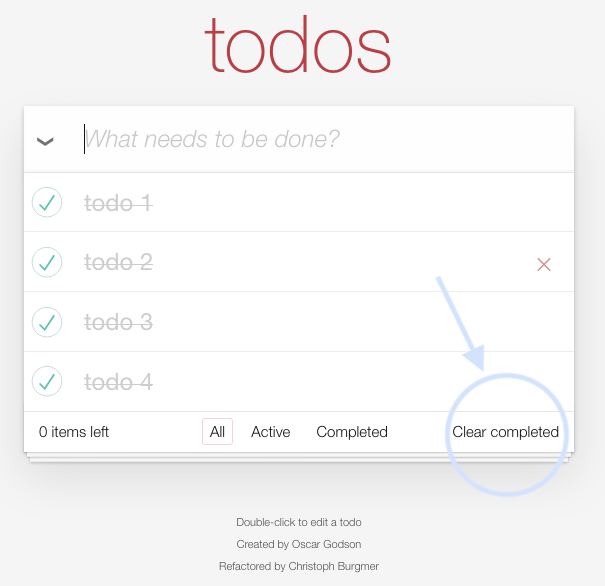 todos
What needs to be done?
todo 1
todo 2
todo 3
todo 4
0 items left All Active Completed Clear completed
Double-click to edit a todo
Created by Oscar Godson
Refactored by Christoph Burgmer